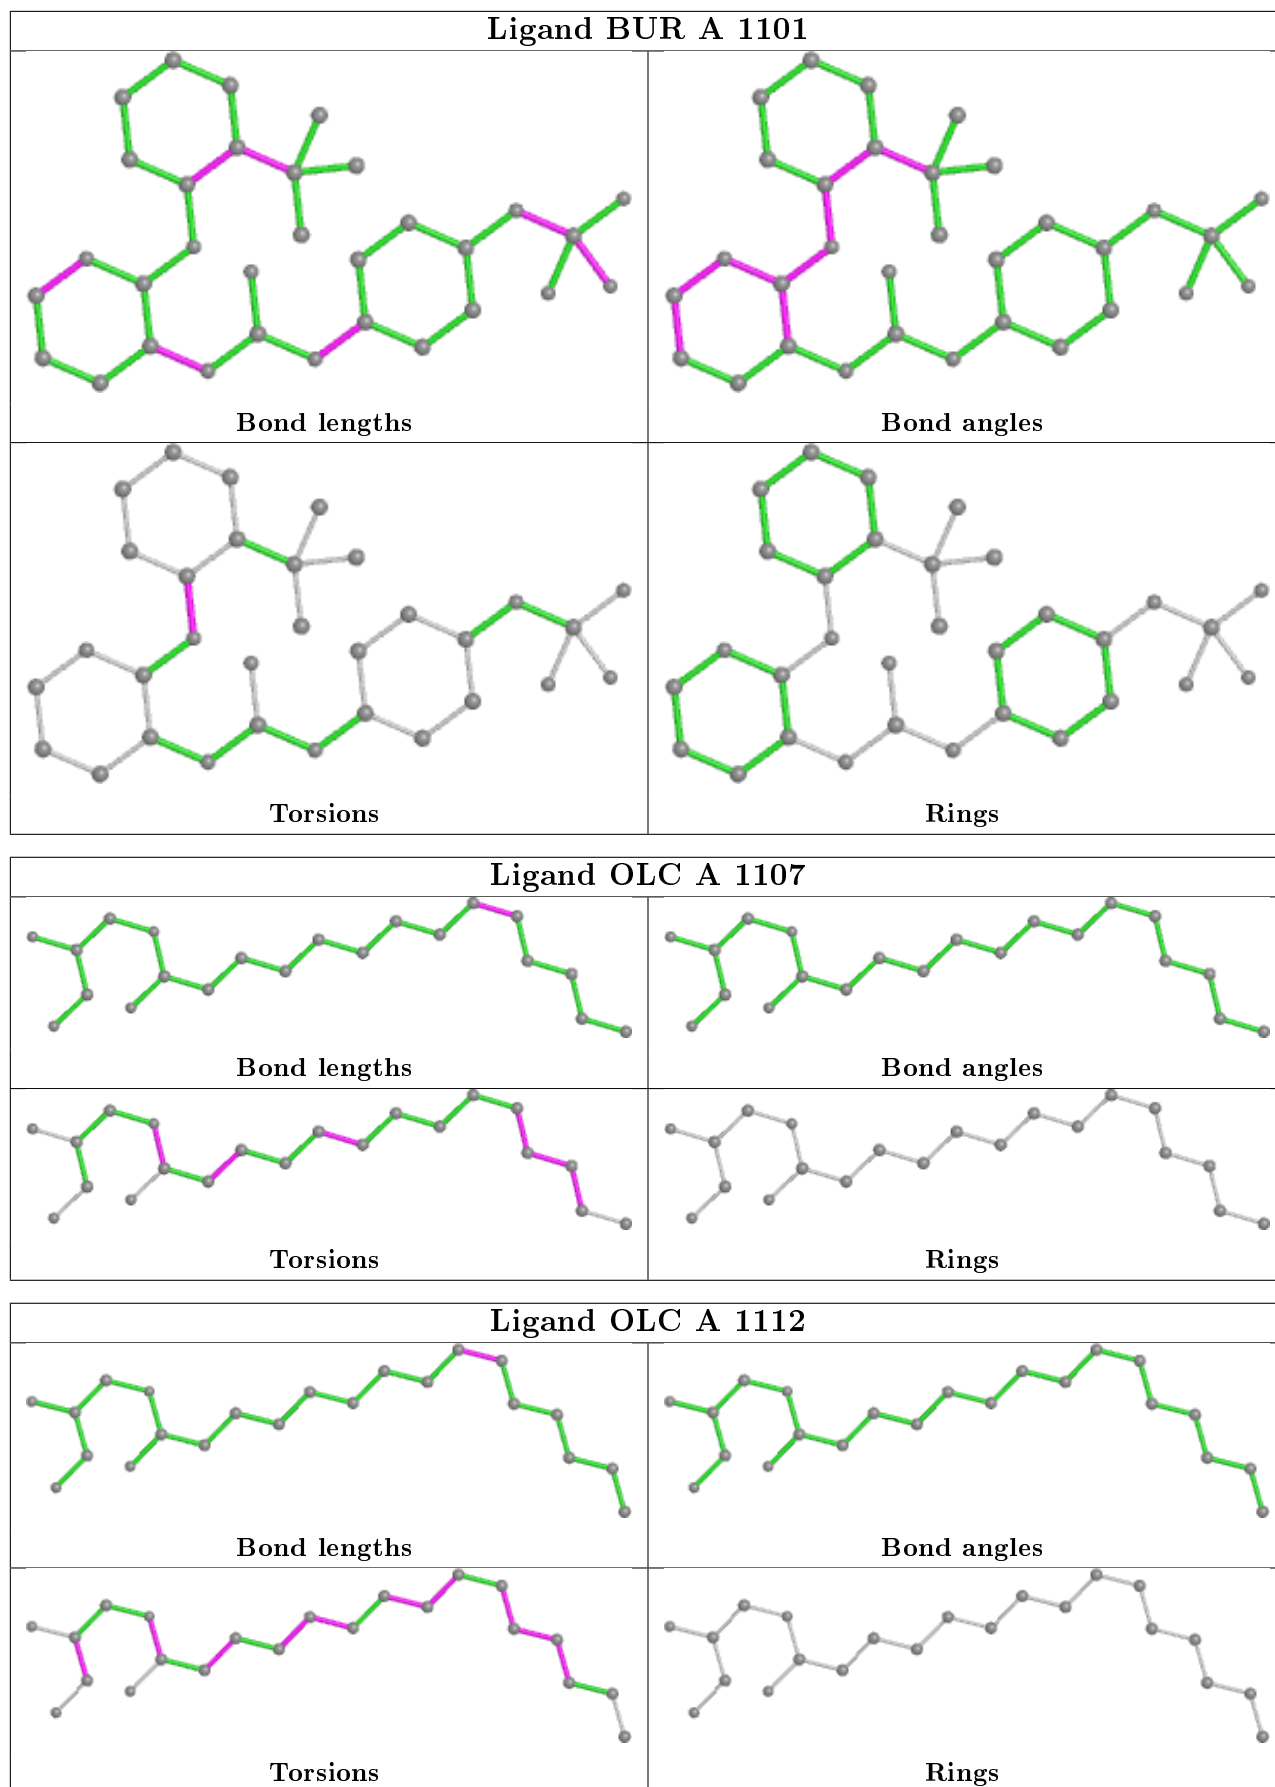 Ligand BUR A 1101
Bond lengths
Bond angles
Torsions
Rings
Ligand OLC A 1107
Bond lengths
Bond angles
Torsions
Rings
Ligand OLC A 1112
Bond lengths
Bond angles
Torsions
Rings